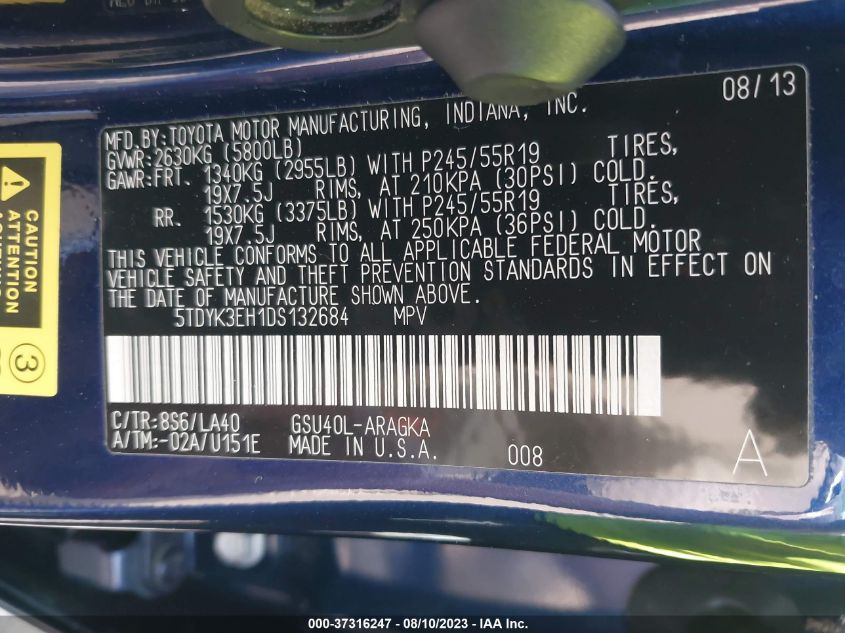 08/13
MFD.BY:TOYOTA MOTOR MANUFACTURING, INDIANA, INC.
GVWR:2630KG (5800LB)
GAWR:FRT. 1340KG (2955LB) WITH P245/55R19 TIRES,
19X7.5J RIMS, AT 210KPA (30PSI) COLD.
RR. 1530KG (3375LB) WITH P245/55R19 TIRES,
19X7.5J RIMS, AT 250KPA (36PSI) COLD.
THIS VEHICLE CONFORMS TO ALL APPLICABLE FEDERAL MOTOR
VEHICLE SAFETY AND THEFT PREVENTION STANDARDS IN EFFECT ON
THE DATE OF MANUFACTURE SHOWN ABOVE.
5TDYK3EH1DS132684 MPV
C/TR:8S6/LA40 GSU40L-ARAGKA
A/TM:-02A/U151E MADE IN U.S.A. 008 A
CAUTION
3
000-37316247 - 08/10/2023 - IAA Inc.